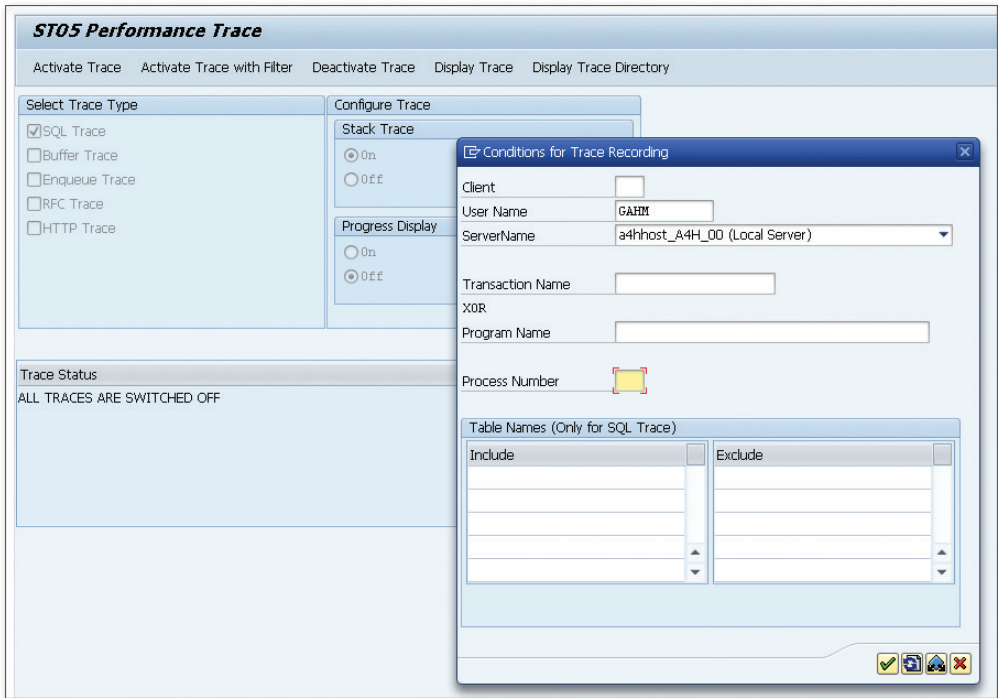 ST05 Performance Trace
Activate Trace Activate Trace with Filter Deactivate Trace Display Trace Display Trace Directory
Select Trace Type
SQL Trace
Buffer Trace
Enqueue Trace
RFC Trace
HTTP Trace
Configure Trace
Stack Trace
On
Off
Progress Display
On
Off
Trace Status
ALL TRACES ARE SWITCHED OFF
Conditions for Trace Recording
Client
User Name GAHM
ServerName a4hhost_A4H_00 (Local Server)
Transaction Name
XOR
Program Name
Process Number
Table Names (Only for SQL Trace)
Include Exclude